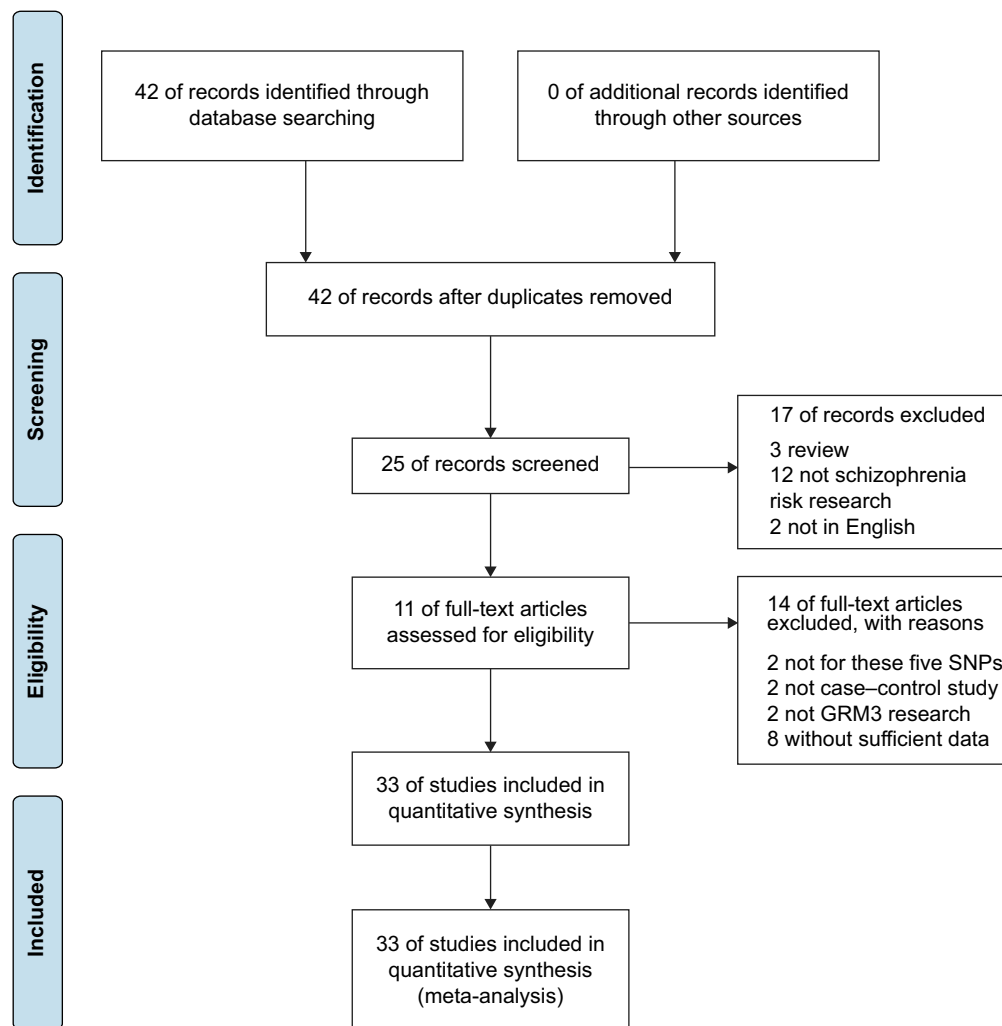 Identification
42 of records identified through
database searching
0 of additional records identified
through other sources
Screening
42 of records after duplicates removed
25 of records screened
17 of records excluded
3 review
12 not schizophrenia
risk research
2 not in English
Eligibility
11 of full-text articles
assessed for eligibility
14 of full-text articles
excluded, with reasons
2 not for these five SNPs
2 not case–control study
2 not GRM3 research
8 without sufficient data
33 of studies included in
quantitative synthesis
Included
33 of studies included in
quantitative synthesis
(meta-analysis)